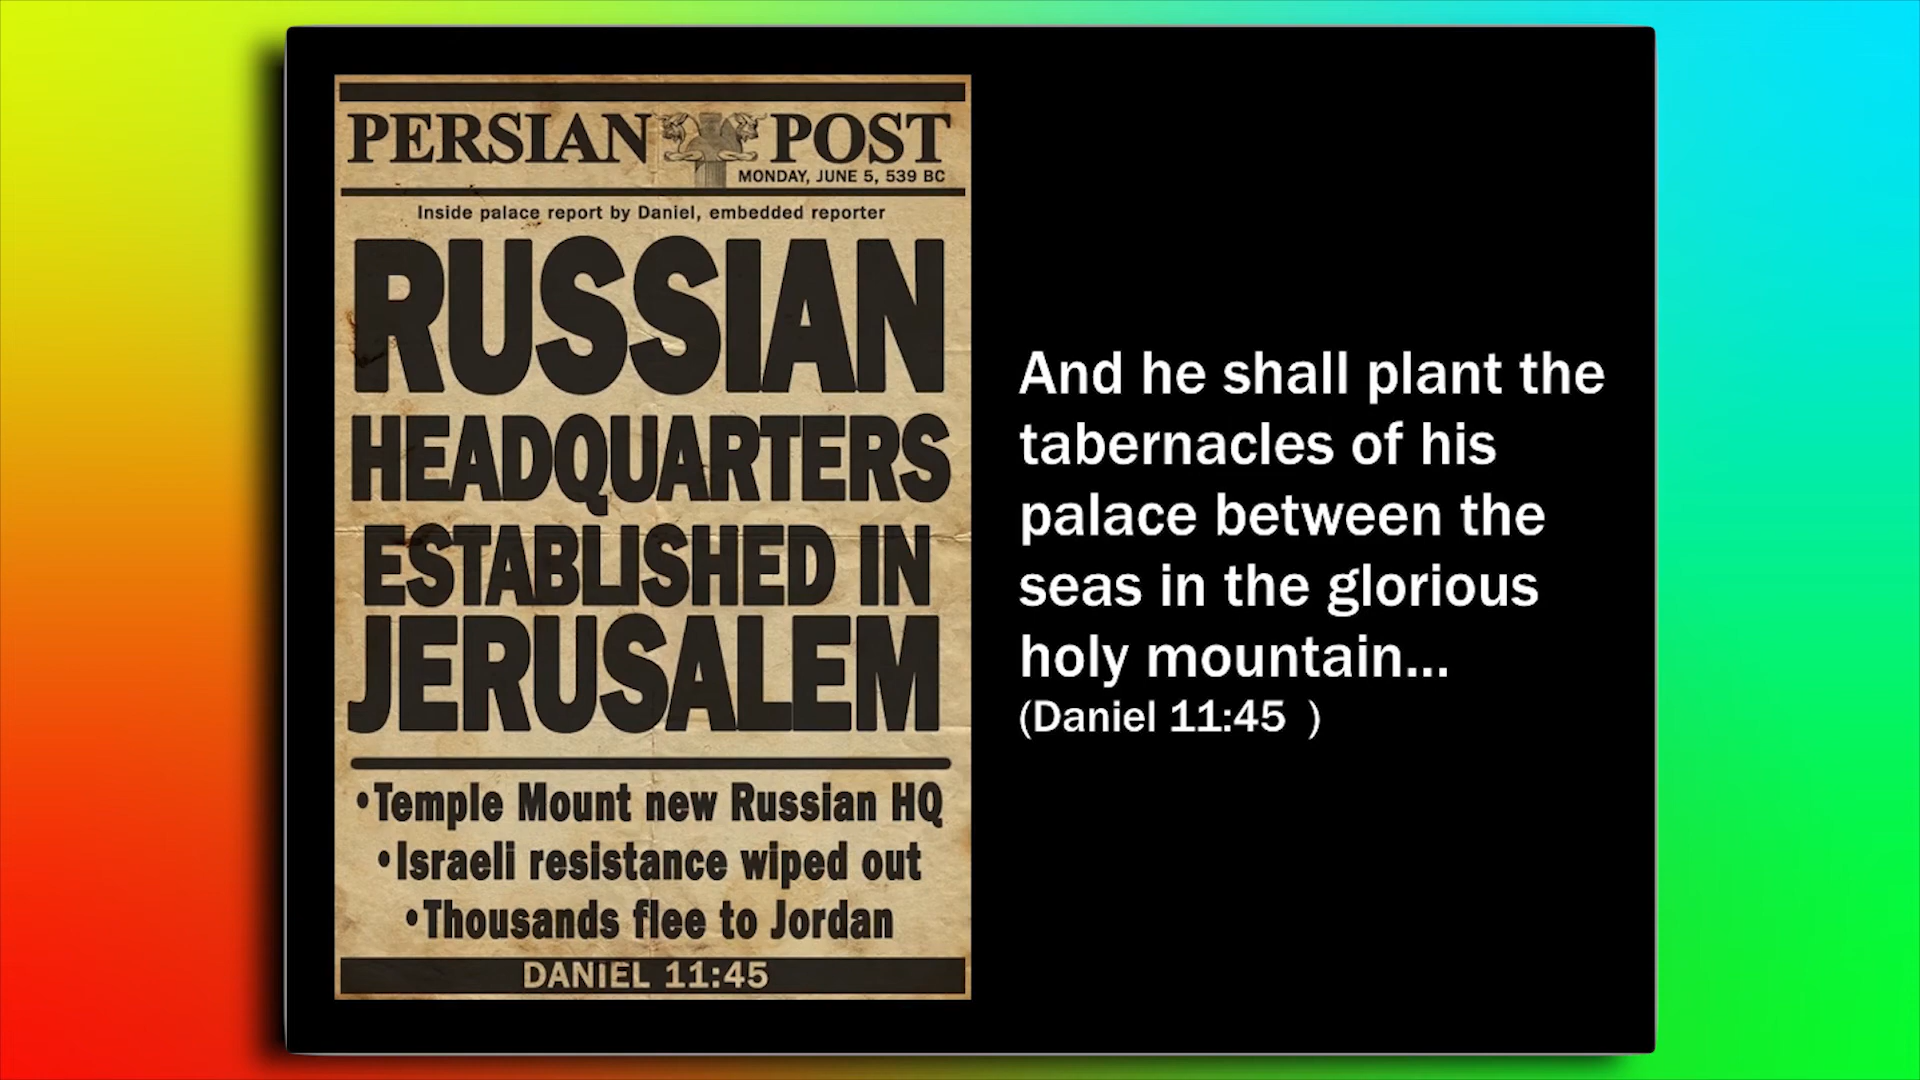 PERSIAN POST
MONDAY, JUNE 5, 539 BC
Inside palace report by Daniel, embedded reporter
RUSSIAN
HEADQUARTERS
ESTABLISHED IN
JERUSALEM
•Temple Mount new Russian HQ
•Israeli resistance wiped out
•Thousands flee to Jordan
DANIEL 11:45
And he shall plant the
tabernacles of his
palace between the
seas in the glorious
holy mountain...
(Daniel 11:45 )